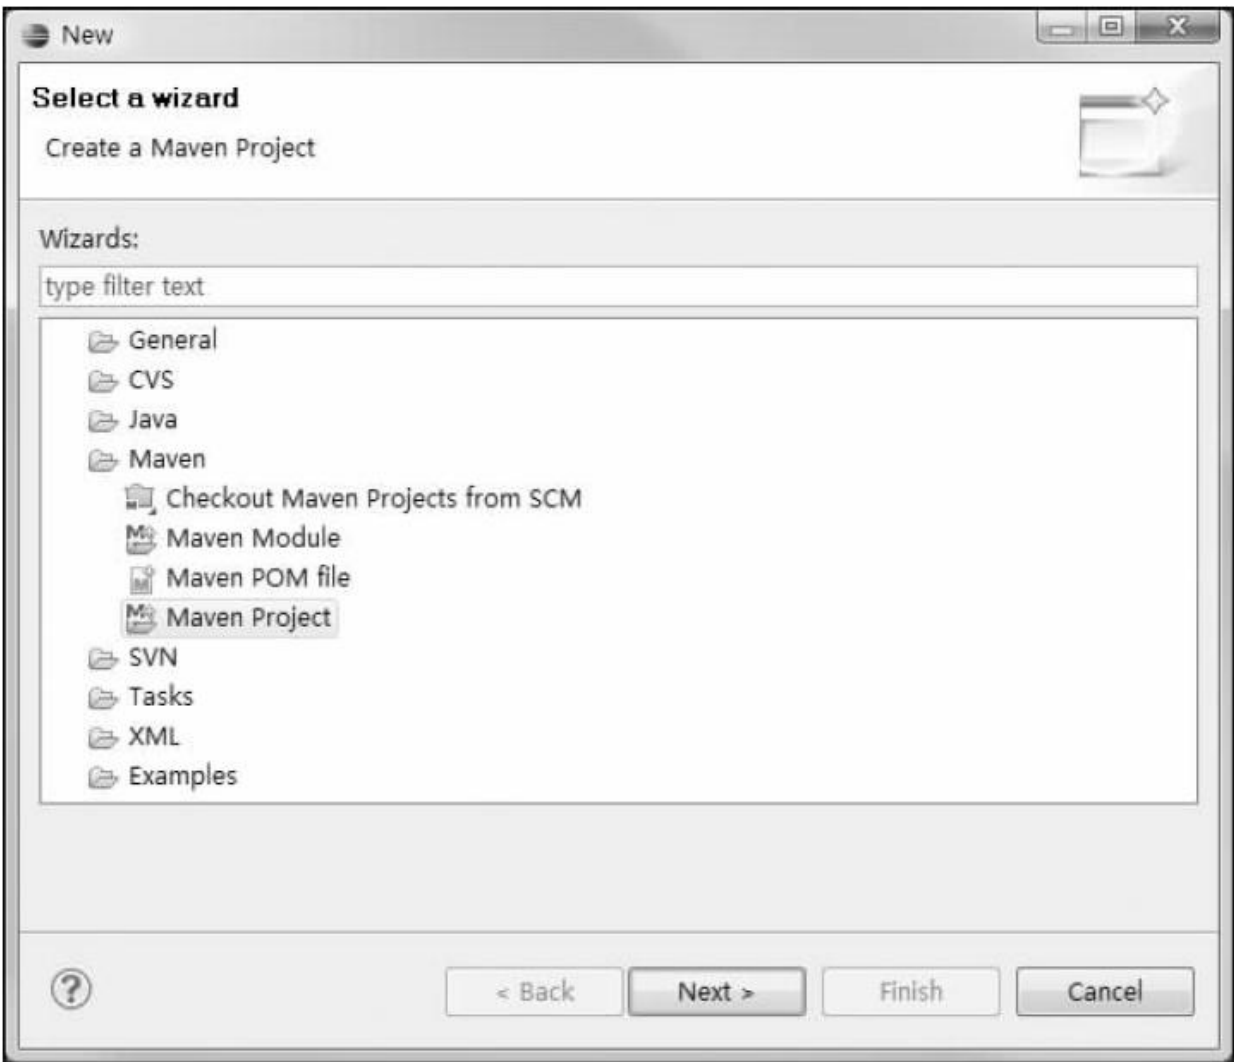 New
Select a wizard
Create a Maven Project
Wizards:
type filter text
General
CVS
Java
Maven
Checkout Maven Projects from SCM
Maven Module
Maven POM file
Maven Project
SVN
Tasks
XML
Examples
< Back Next > Finish Cancel